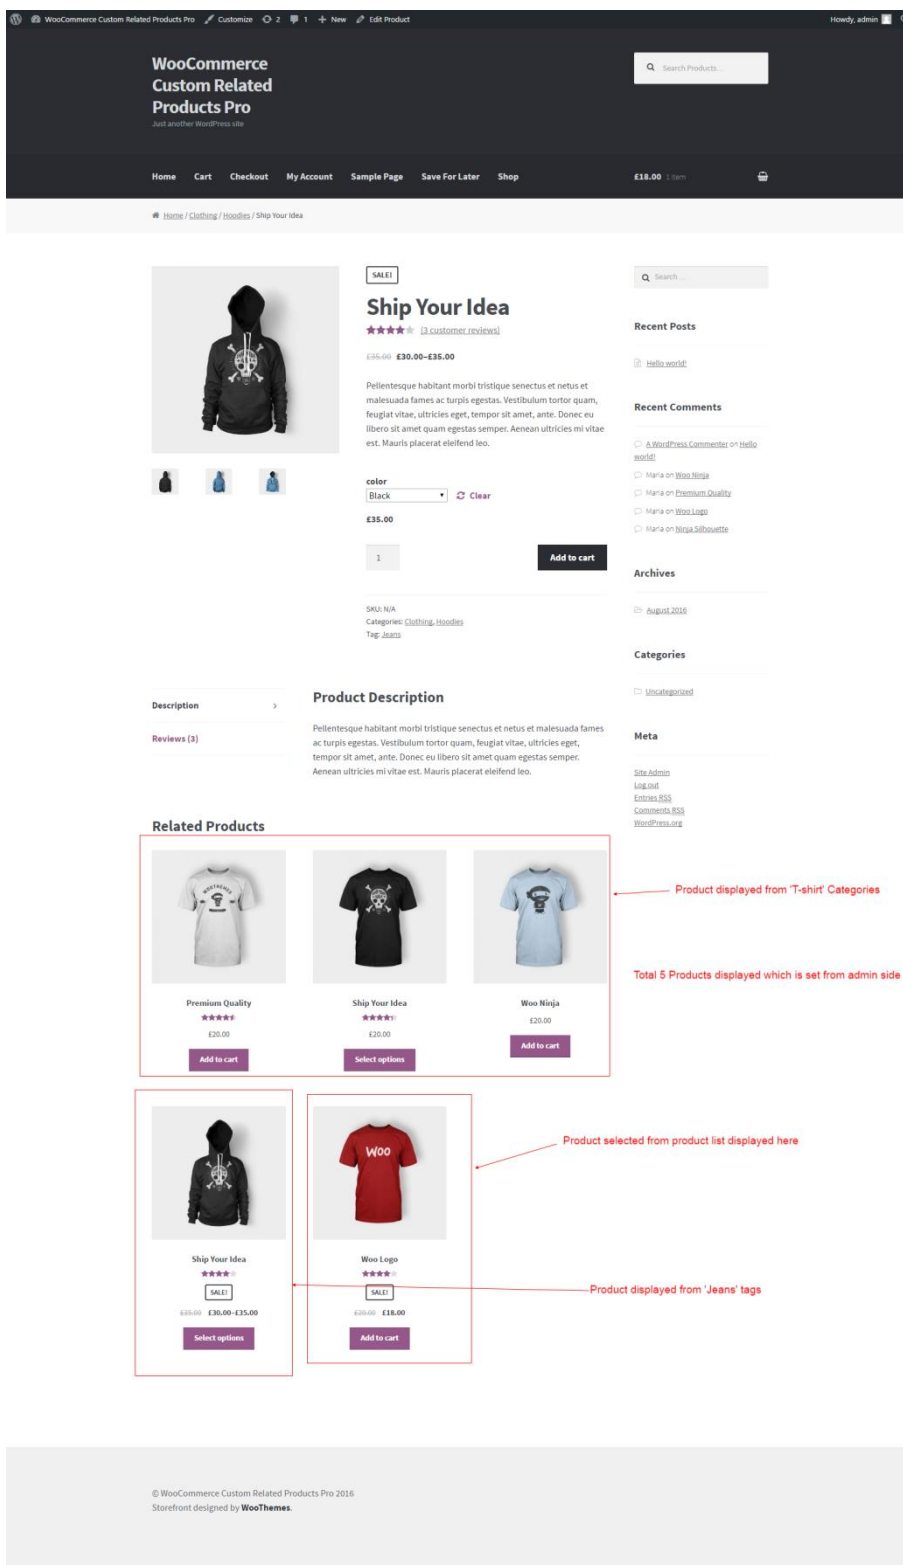 WooCommerce Custom Related Products Pro Customize 2 1 New Edit Product Howdy, admin
WooCommerce
Custom Related
Products Pro
Just another WordPress site
Search Products…
Home Cart Checkout My Account Sample Page Save For Later Shop £18.00 1 item
Home / Clothing / Hoodies / Ship Your Idea
SALE!
Ship Your Idea
(3 customer reviews)
£35.00 £30.00–£35.00
Pellentesque habitant morbi tristique senectus et netus et
malesuada fames ac turpis egestas. Vestibulum tortor quam,
feugiat vitae, ultricies eget, tempor sit amet, ante. Donec eu
libero sit amet quam egestas semper. Aenean ultricies mi vitae
est. Mauris placerat eleifend leo.
color
Black Clear
£35.00
1 Add to cart
SKU: N/A
Categories: Clothing, Hoodies
Tag: Jeans
Search …
Recent Posts
Hello world!
Recent Comments
A WordPress Commenter on Hello
world!
Maria on Woo Ninja
Maria on Premium Quality
Maria on Woo Logo
Maria on Ninja Silhouette
Archives
August 2016
Categories
Uncategorized
Meta
Site Admin
Log out
Entries RSS
Comments RSS
WordPress.org
Description
Reviews (3)
Product Description
Pellentesque habitant morbi tristique senectus et netus et malesuada fames
ac turpis egestas. Vestibulum tortor quam, feugiat vitae, ultricies eget,
tempor sit amet, ante. Donec eu libero sit amet quam egestas semper.
Aenean ultricies mi vitae est. Mauris placerat eleifend leo.
Related Products
WOOTHEMES
Product displayed from 'T-shirt' Categories
Total 5 Products displayed which is set from admin side
Premium Quality Ship Your Idea Woo Ninja
£20.00 £20.00 £20.00
Add to cart Select options Add to cart
WOO
Product selected from product list displayed here
Ship Your Idea Woo Logo
SALE! SALE!
Product displayed from 'Jeans' tags
£35.00 £30.00–£35.00 £20.00 £18.00
Select options Add to cart
© WooCommerce Custom Related Products Pro 2016
Storefront designed by WooThemes.